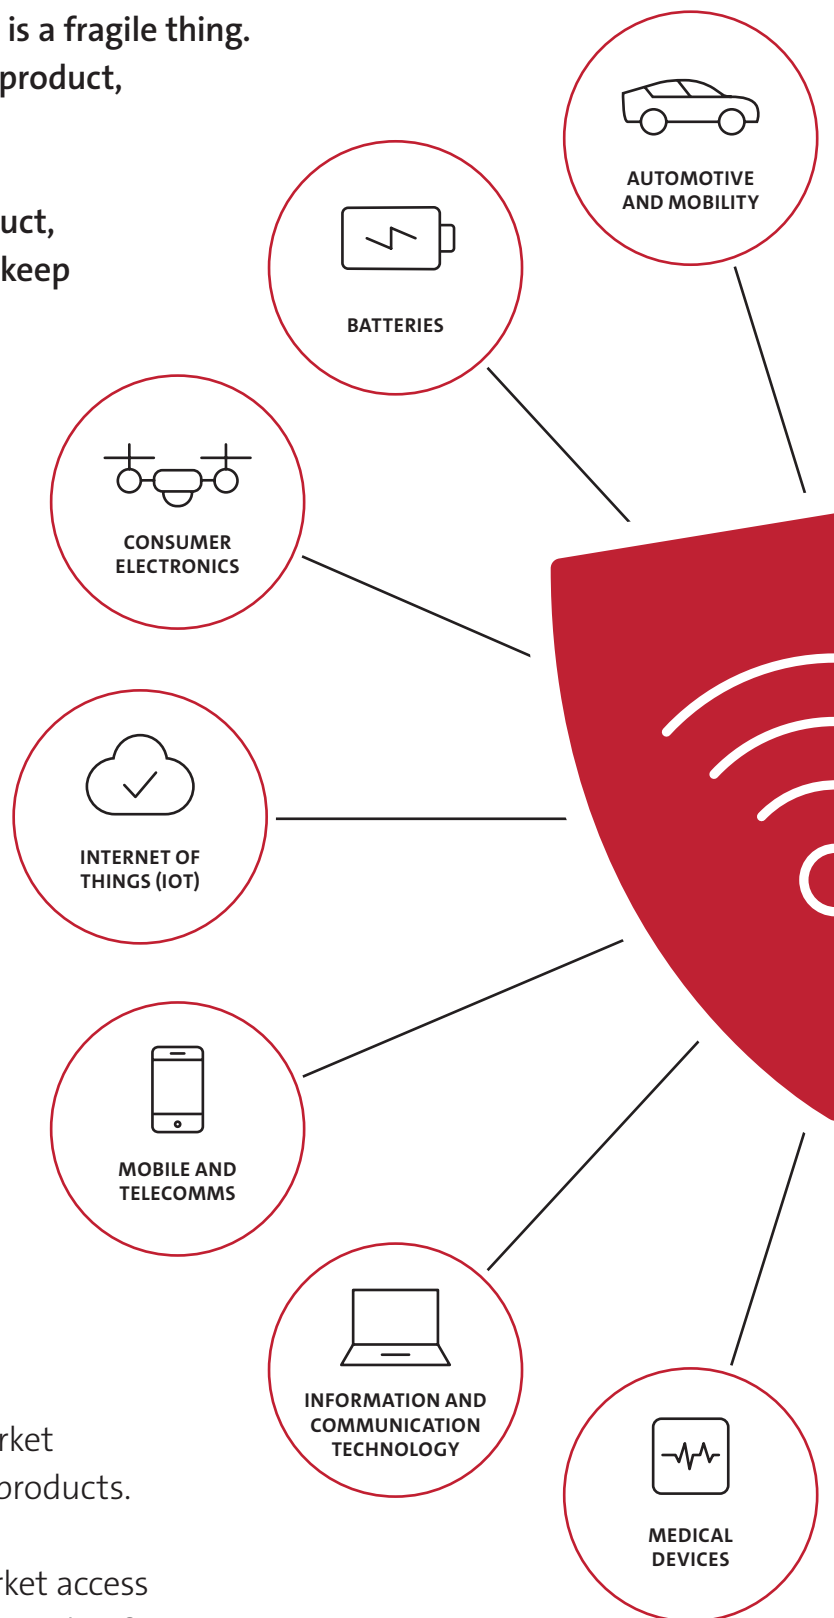 is a fragile thing.
product,
uct,
keep
AUTOMOTIVE
AND MOBILITY
BATTERIES
CONSUMER
ELECTRONICS
INTERNET OF
THINGS (IOT)
MOBILE AND
TELECOMMS
INFORMATION AND
COMMUNICATION
TECHNOLOGY
MEDICAL
DEVICES
rket
products.
rket access